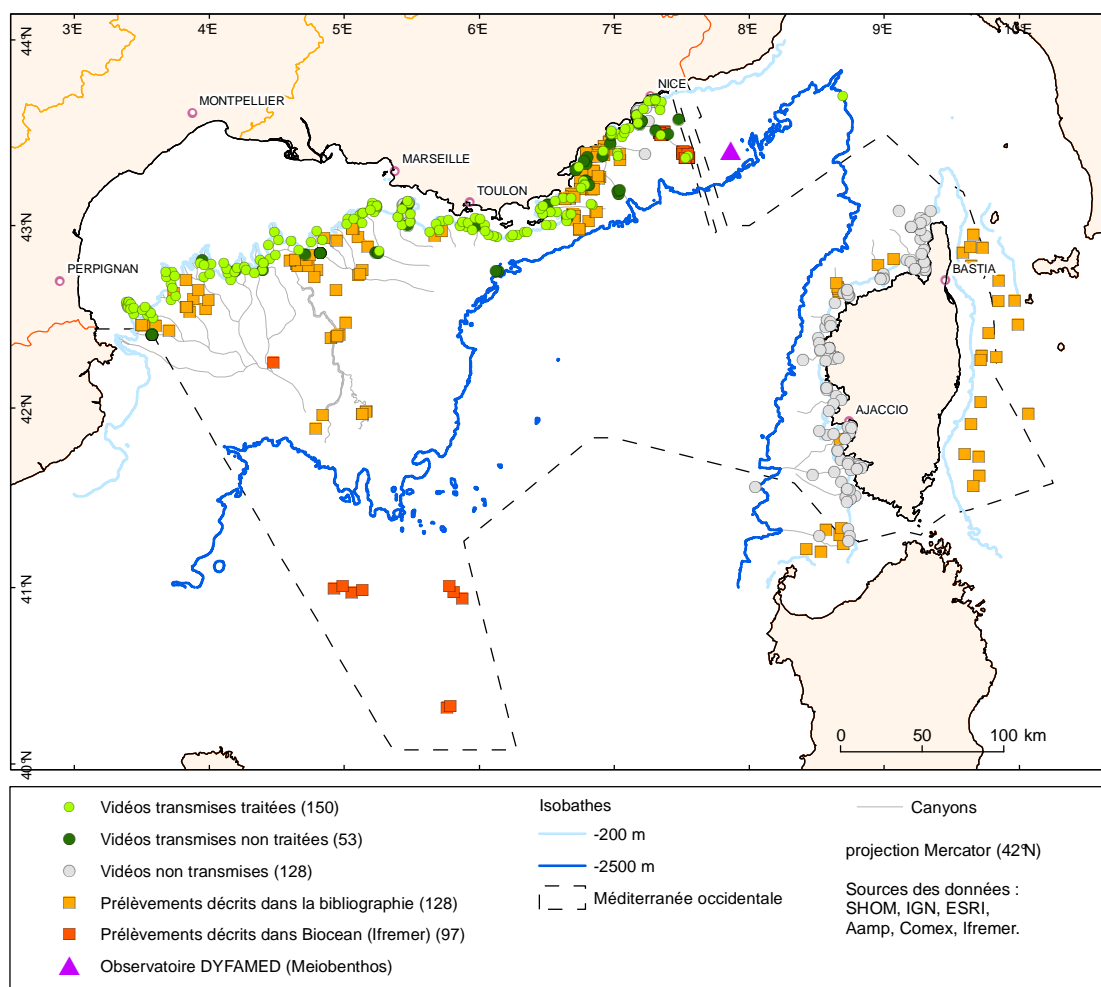 3°E 4°E 5°E 6°E 7°E 8°E 9°E 10°E
44°N
NICE
MONTPELLIER
MARSEILLE
TOULON
43°N
PERPIGNAN
BASTIA
42°N
AJACCIO
41°N
0 50 100 km
40°N
Vidéos transmises traitées (150)
Vidéos transmises non traitées (53)
Vidéos non transmises (128)
Prélèvements décrits dans la bibliographie (128)
Prélèvements décrits dans Biocean (Ifremer) (97)
Observatoire DYFAMED (Meiobenthos)
Isobathes
-200 m
-2500 m
Méditerranée occidentale
Canyons
projection Mercator (42°N)
Sources des données :
SHOM, IGN, ESRI,
Aamp, Comex, Ifremer.